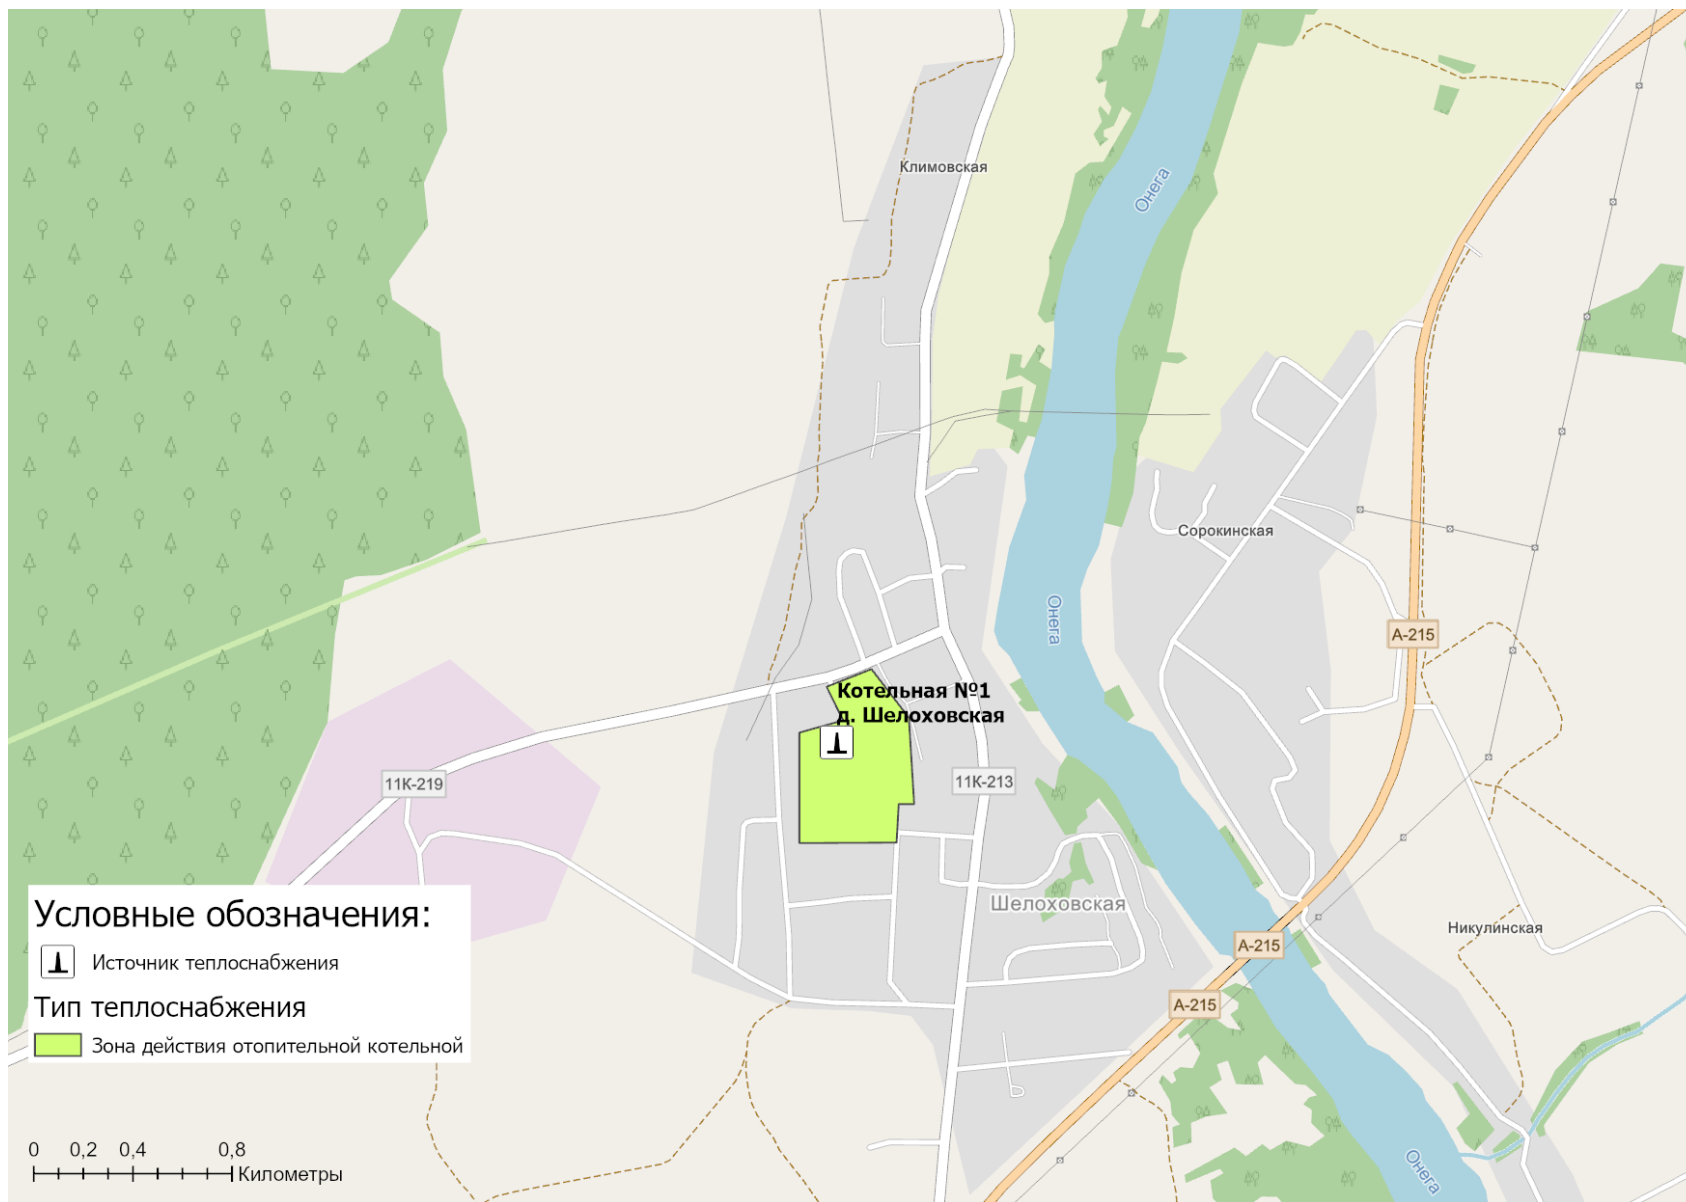 Климовская
Онега
Сорокинская
Онега
А-215
Котельная №1
д. Шелоховская
11К-219
11К-213
Шелоховская
Никулинская
А-215
А-215
Условные обозначения:
Источник теплоснабжения
Тип теплоснабжения
Зона действия отопительной котельной
0 0,2 0,4 0,8
Километры
Онега